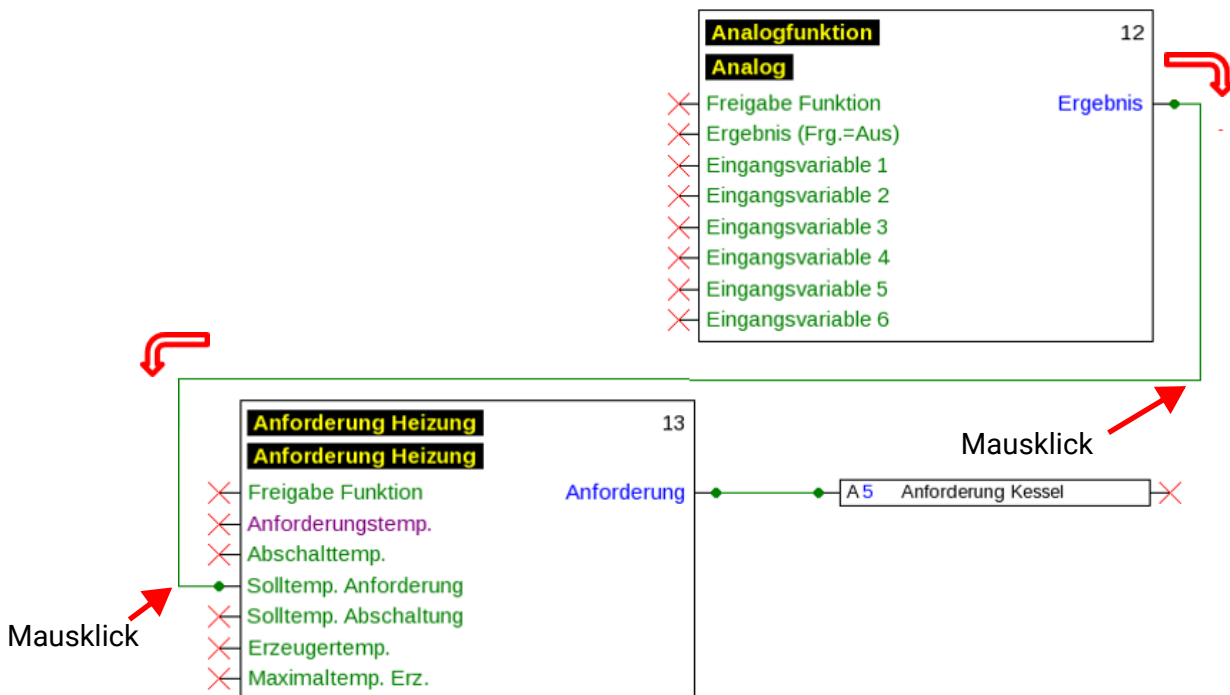 Analogfunktion 12
Analog
Freigabe Funktion Ergebnis
Ergebnis (Frg.=Aus)
Eingangsvariable 1
Eingangsvariable 2
Eingangsvariable 3
Eingangsvariable 4
Eingangsvariable 5
Eingangsvariable 6
Anforderung Heizung 13
Anforderung Heizung
Mausklick
Freigabe Funktion Anforderung
A 5 Anforderung Kessel
Anforderungstemp.
Abschalttemp.
Solltemp. Anforderung
Solltemp. Abschaltung
Mausklick
Erzeugertemp.
Maximaltemp. Erz.